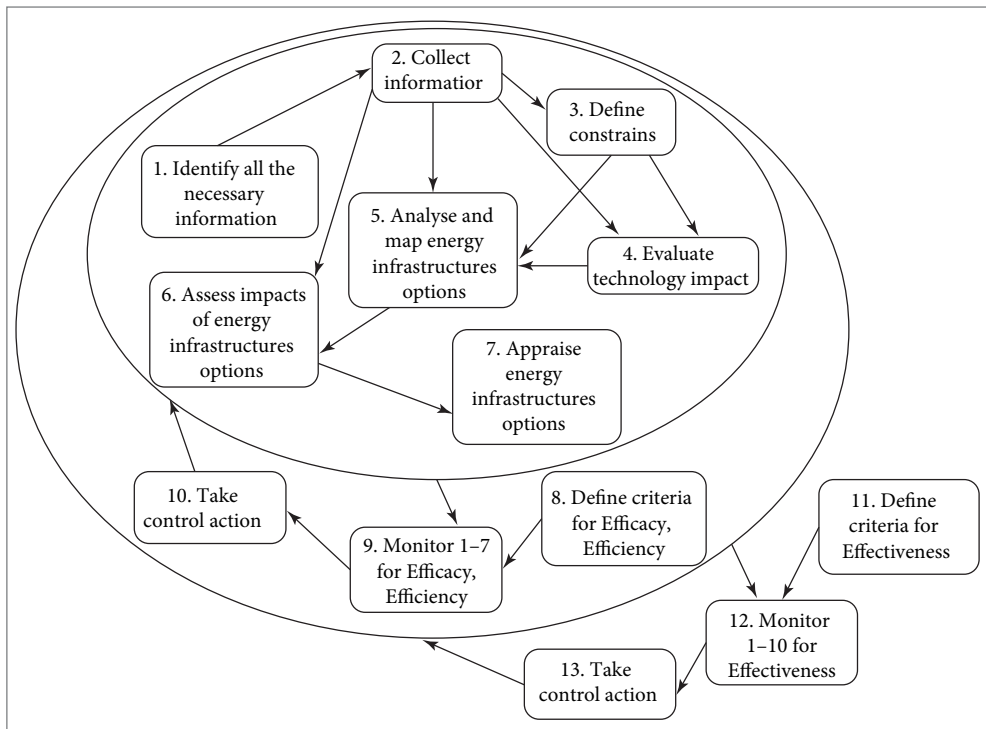 2. Collect
informatior
3. Define
constrains
1. Identify all the
necessary
information
5. Analyse and
map energy
infrastructures
options
4. Evaluate
technology impact
6. Assess impacts
of energy
infrastructures
options
7. Appraise
energy
infrastructures
options
10. Take
control action
8. Define criteria
for Efficacy,
Efficiency
11. Define
criteria for
Effectiveness
9. Monitor 1–7
for Efficacy,
Efficiency
12. Monitor
1–10 for
Effectiveness
13. Take
control action